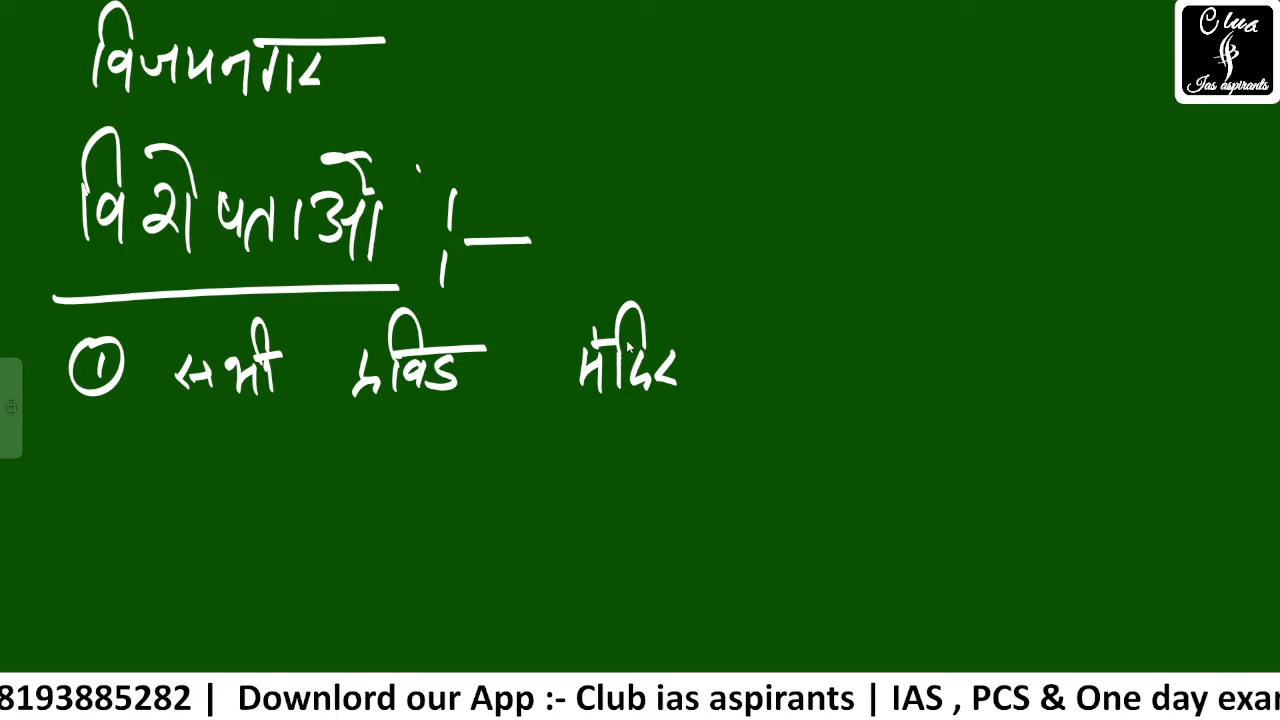 विजयनगर
विशेषताओं :-
① सभी द्रविड मंदिर
Club
Ias aspirants
8193885282 | Downlord our App :- Club ias aspirants | IAS , PCS & One day exa